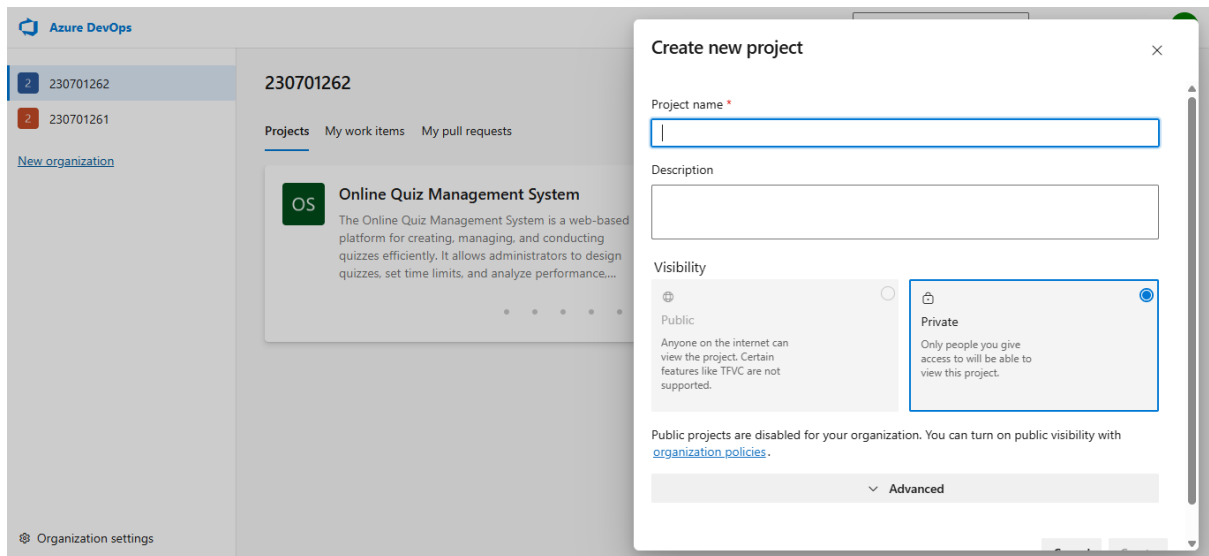 Azure DevOps
2 230701262
2 230701261
New organization
230701262
Projects My work items My pull requests
OS
Online Quiz Management System
The Online Quiz Management System is a web-based
platform for creating, managing, and conducting
quizzes efficiently. It allows administrators to design
quizzes, set time limits, and analyze performance,...
Organization settings
Create new project
Project name *
Description
Visibility
Public
Anyone on the internet can
view the project. Certain
features like TFVC are not
supported.
Private
Only people you give
access to will be able to
view this project.
Public projects are disabled for your organization. You can turn on public visibility with
organization policies.
Advanced